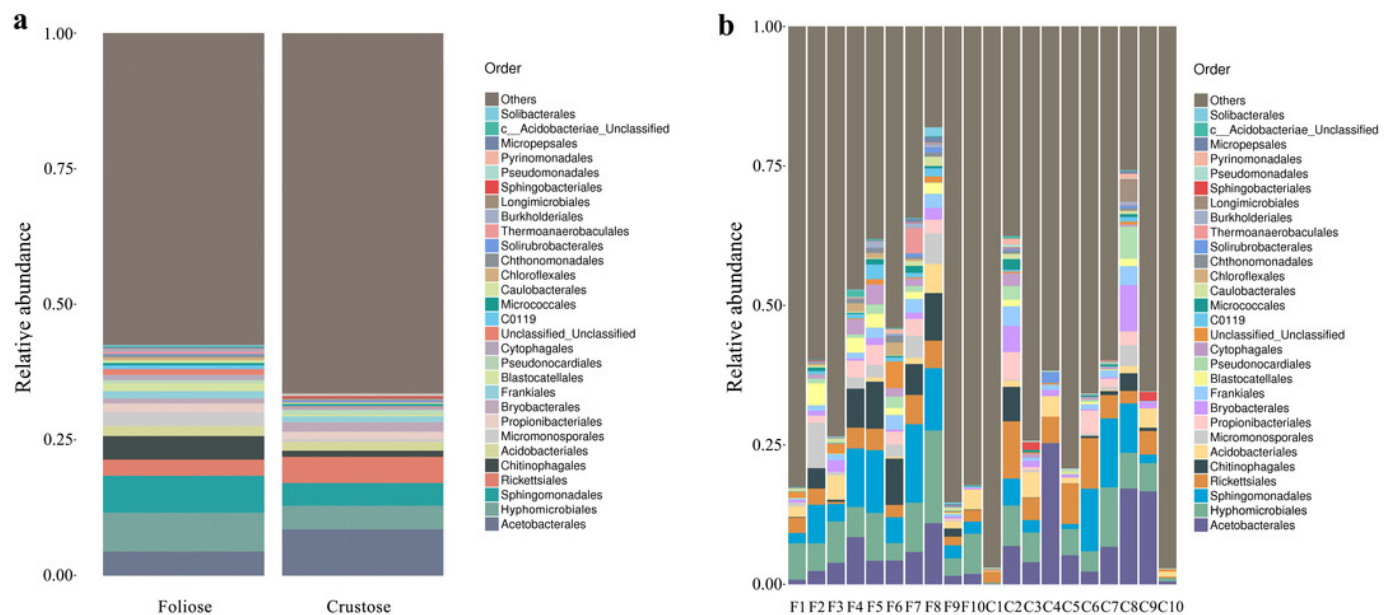 a
Relative abundance
1.00
0.75
0.50
0.25
0.00
Foliose Crustose
Order
Others
Solibacterales
c__Acidobacteriae_Unclassified
Micropepsales
Pyrinomonadales
Pseudomonadales
Sphingobacteriales
Longimicrobiales
Burkholderiales
Thermoanaerobaculales
Solirubrobacterales
Chthonomonadales
Chloroflexales
Caulobacterales
Micrococcales
C0119
Unclassified_Unclassified
Cytophagales
Pseudonocardiales
Blastocatellales
Frankiales
Bryobacterales
Propionibacteriales
Micromonosporales
Acidobacteriales
Chitinophagales
Rickettsiales
Sphingomonadales
Hyphomicrobiales
Acetobacterales
b
Relative abundance
1.00
0.75
0.50
0.25
0.00
F1 F2 F3 F4 F5 F6 F7 F8 F9 F10 C1 C2 C3 C4 C5 C6 C7 C8 C9 C10
Order
Others
Solibacterales
c__Acidobacteriae_Unclassified
Micropepsales
Pyrinomonadales
Pseudomonadales
Sphingobacteriales
Longimicrobiales
Burkholderiales
Thermoanaerobaculales
Solirubrobacterales
Chthonomonadales
Chloroflexales
Caulobacterales
Micrococcales
C0119
Unclassified_Unclassified
Cytophagales
Pseudonocardiales
Blastocatellales
Frankiales
Bryobacterales
Propionibacteriales
Micromonosporales
Acidobacteriales
Chitinophagales
Rickettsiales
Sphingomonadales
Hyphomicrobiales
Acetobacterales